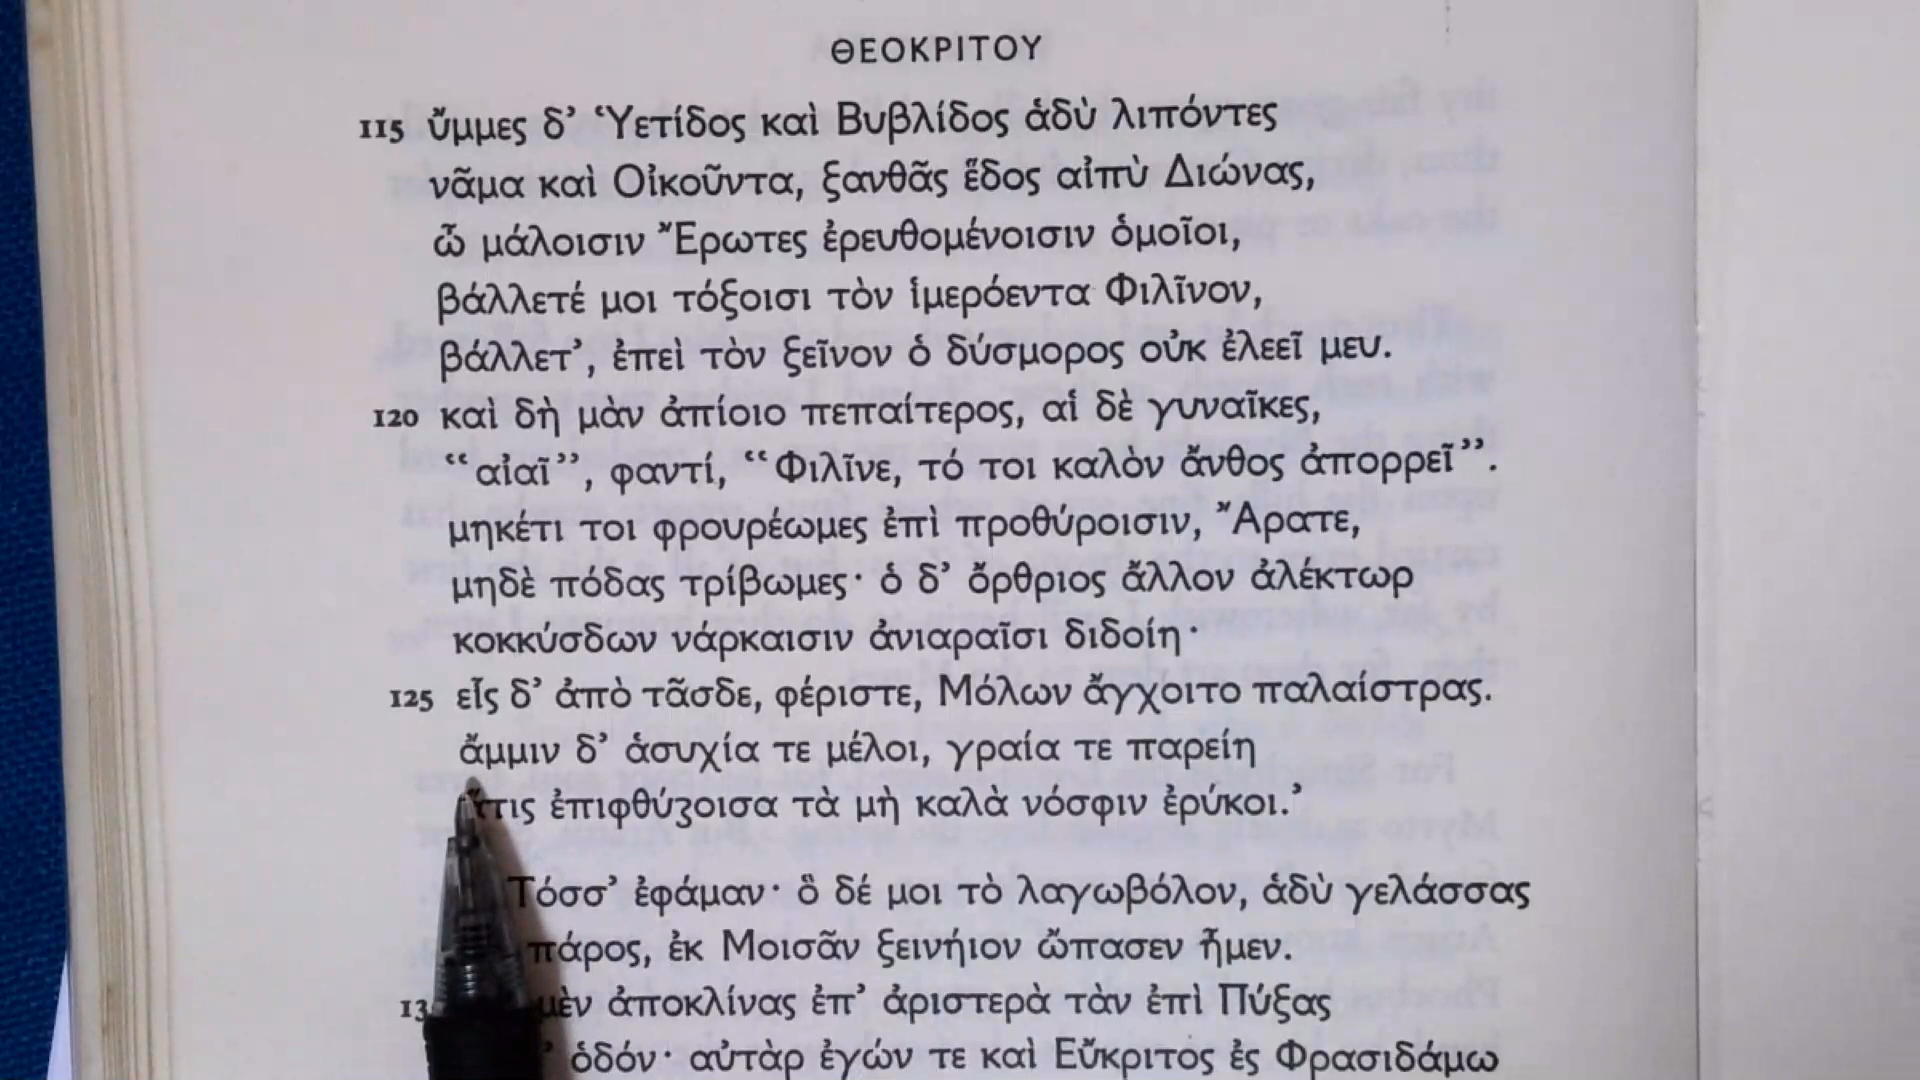 ΘΕΟΚΡΙΤΟΥ
115 ὔμμες δ’ Ὑετίδος καὶ Βυβλίδος ἁδὺ λιπόντες
νᾶμα καὶ Οἰκοῦντα, ξανθᾶς ἕδος αἰπὺ Διώνας,
ὦ μάλοισιν Ἔρωτες ἐρευθομένοισιν ὁμοῖοι,
βάλλετέ μοι τόξοισι τὸν ἱμερόεντα Φιλῖνον,
βάλλετ’, ἐπεὶ τὸν ξεῖνον ὁ δύσμορος οὐκ ἐλεεῖ μευ.
120 καὶ δὴ μὰν ἀπίοιο πεπαίτερος, αἱ δὲ γυναῖκες,
“αἰαῖ”, φαντί, “Φιλῖνε, τό τοι καλὸν ἄνθος ἀπορρεῖ”.
μηκέτι τοι φρουρέωμες ἐπὶ προθύροισιν, Ἄρατε,
μηδὲ πόδας τρίβωμες· ὁ δ’ ὄρθριος ἄλλον ἀλέκτωρ
κοκκύσδων νάρκαισιν ἀνιαραῖσι διδοίη·
125 εἷς δ’ ἀπὸ τᾶσδε, φέριστε, Μόλων ἄγχοιτο παλαίστρας.
ἄμμιν δ’ ἁσυχία τε μέλοι, γραία τε παρείη
ἐπιφθύζοισα τὰ μὴ καλὰ νόσφιν ἐρύκοι.’
Τόσσ’ ἐφάμαν· ὃ δέ μοι τὸ λαγωβόλον, ἁδὺ γελάσσας
πάρος, ἐκ Μοισᾶν ξεινήιον ὤπασεν ἦμεν.
μὲν ἀποκλίνας ἐπ’ ἀριστερὰ τὰν ἐπὶ Πύξας
ὁδόν· αὐτὰρ ἐγών τε καὶ Εὔκριτος ἐς Φρασιδάμω